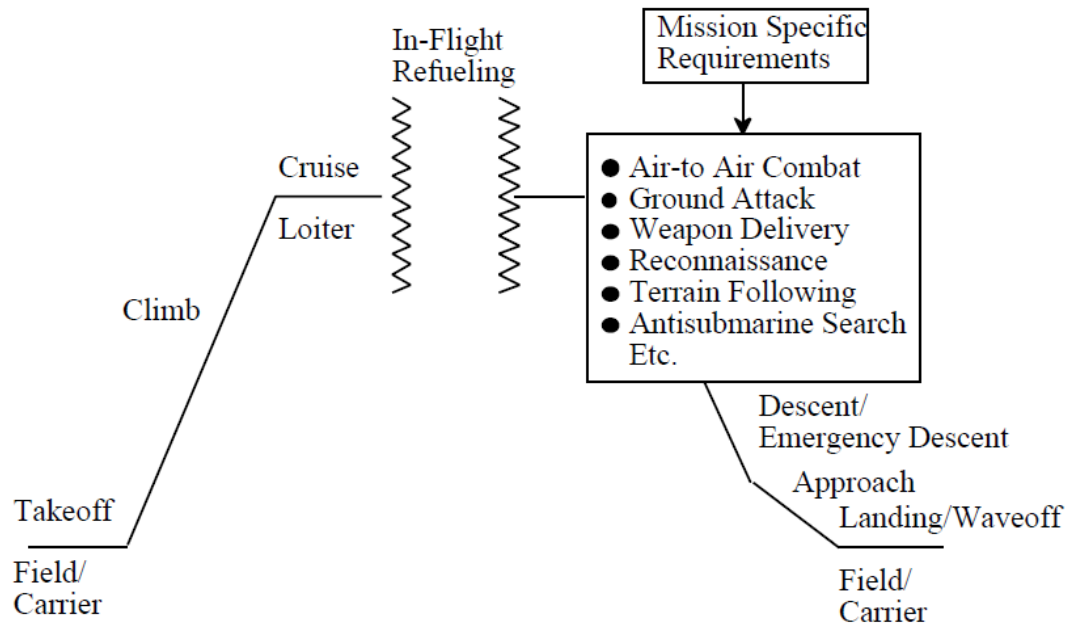 In-Flight
Refueling
Mission Specific
Requirements
Cruise
Loiter
Climb
● Air-to Air Combat
● Ground Attack
● Weapon Delivery
● Reconnaissance
● Terrain Following
● Antisubmarine Search
Etc.
Descent/
Emergency Descent
Approach
Landing/Waveoff
Takeoff
Field/
Carrier
Field/
Carrier